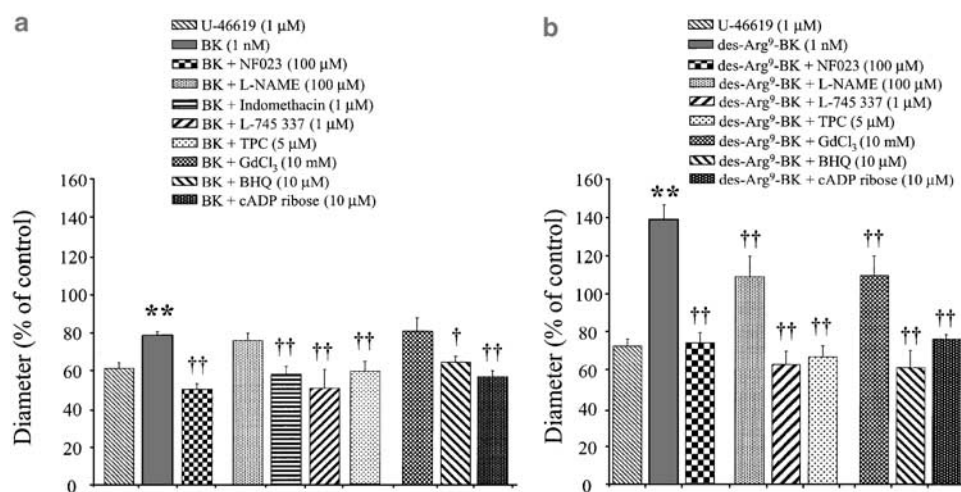 a
U-46619 (1 µM)
BK (1 nM)
BK + NF023 (100 µM)
BK + L-NAME (100 µM)
BK + Indomethacin (1 µM)
BK + L-745 337 (1 µM)
BK + TPC (5 µM)
BK + GdCl₃ (10 mM)
BK + BHQ (10 µM)
BK + cADP ribose (10 µM)
Diameter (% of control)
160
140
120
100
80
60
40
20
0
**
††
††
††
††
†
††
b
U-46619 (1 µM)
des-Arg⁹-BK (1 nM)
des-Arg⁹-BK + NF023 (100 µM)
des-Arg⁹-BK + L-NAME (100 µM)
des-Arg⁹-BK + L-745 337 (1 µM)
des-Arg⁹-BK + TPC (5 µM)
des-Arg⁹-BK + GdCl₃ (10 mM)
des-Arg⁹-BK + BHQ (10 µM)
des-Arg⁹-BK + cADP ribose (10 µM)
Diameter (% of control)
160
140
120
100
80
60
40
20
0
**
††
††
††
††
††
††
††